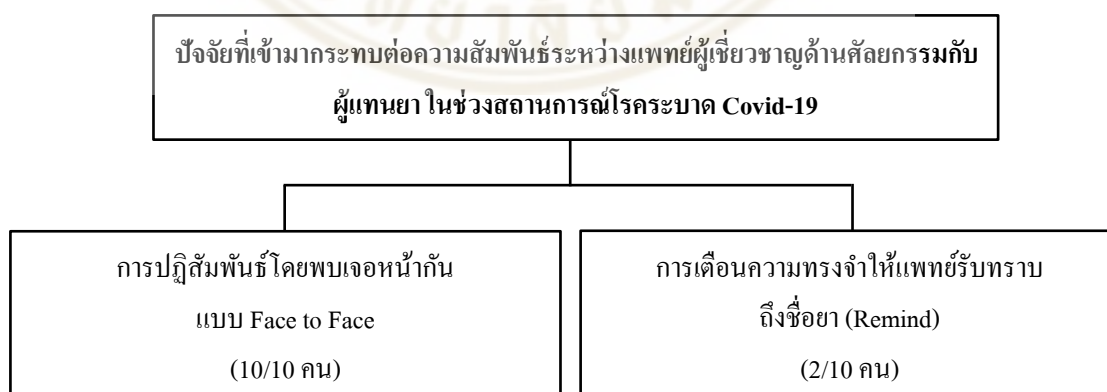 ปัจจัยที่เข้ามากระทบต่อความสัมพันธ์ระหว่างแพทย์ผู้เชี่ยวชาญด้านศัลยกรรมกับ
ผู้แทนยา ในช่วงสถานการณ์โรคระบาด Covid-19
การปฏิสัมพันธ์โดยพบเจอหน้ากัน
แบบ Face to Face
(10/10 คน)
การเตือนความทรงจำให้แพทย์รับทราบ
ถึงชื่อยา (Remind)
(2/10 คน)